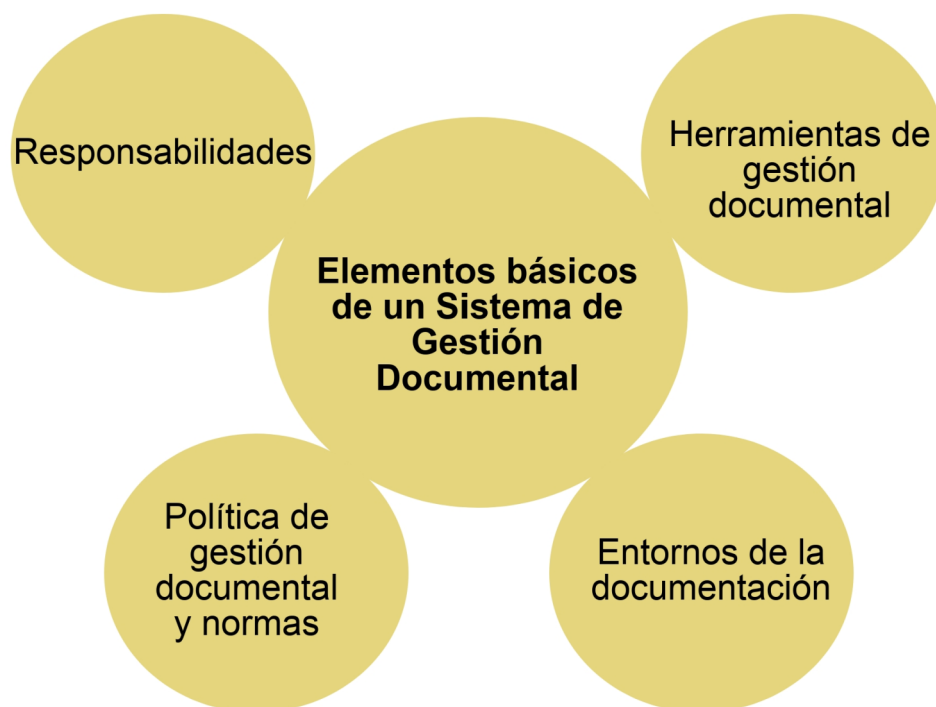 Responsabilidades
Herramientas de
gestión
documental
Elementos básicos
de un Sistema de
Gestión
Documental
Política de
gestión
documental
y normas
Entornos de la
documentación